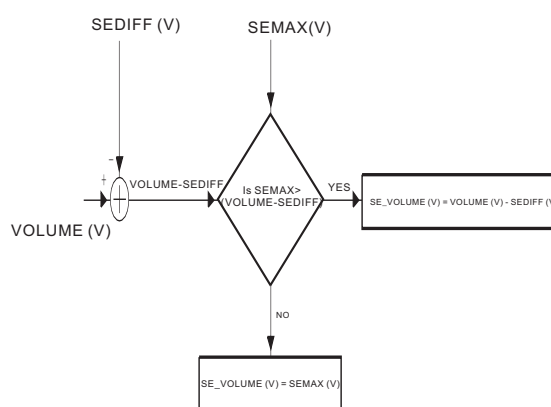 SEDIFF (V)
SEMAX(V)
-
+
VOLUME-SEDIFF
VOLUME (V)
Is SEMAX>
(VOLUME-SEDIFF)
YES
SE_VOLUME (V) = VOLUME (V) - SEDIFF (V
NO
SE_VOLUME (V) = SEMAX (V)